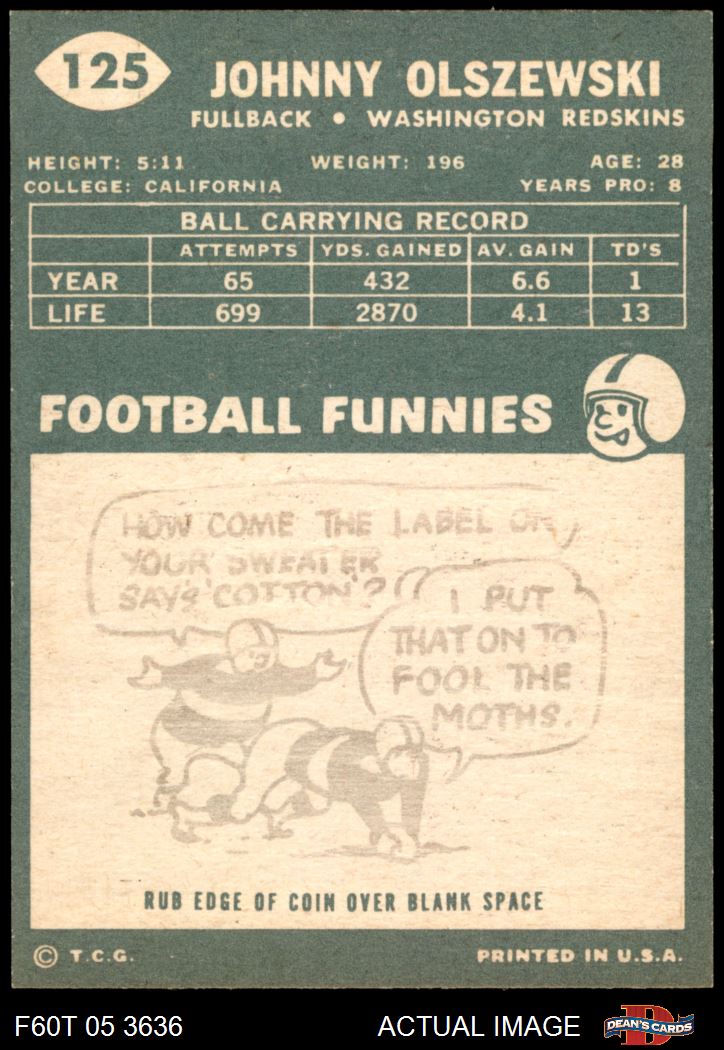 125
JOHNNY OLSZEWSKI
FULLBACK • WASHINGTON REDSKINS
HEIGHT: 5:11 WEIGHT: 196 AGE: 28
COLLEGE: CALIFORNIA YEARS PRO: 8
BALL CARRYING RECORD
ATTEMPTS YDS. GAINED AV. GAIN TD'S
YEAR 65 432 6.6 1
LIFE 699 2870 4.1 13
FOOTBALL FUNNIES
HOW COME THE LABEL ON
YOUR SWEATER
SAYS 'COTTON'?
I PUT
THAT ON TO
FOOL THE
MOTHS.
RUB EDGE OF COIN OVER BLANK SPACE
© T.C.G. PRINTED IN U.S.A.
F60T 05 3636 ACTUAL IMAGE DEAN'S CARDS